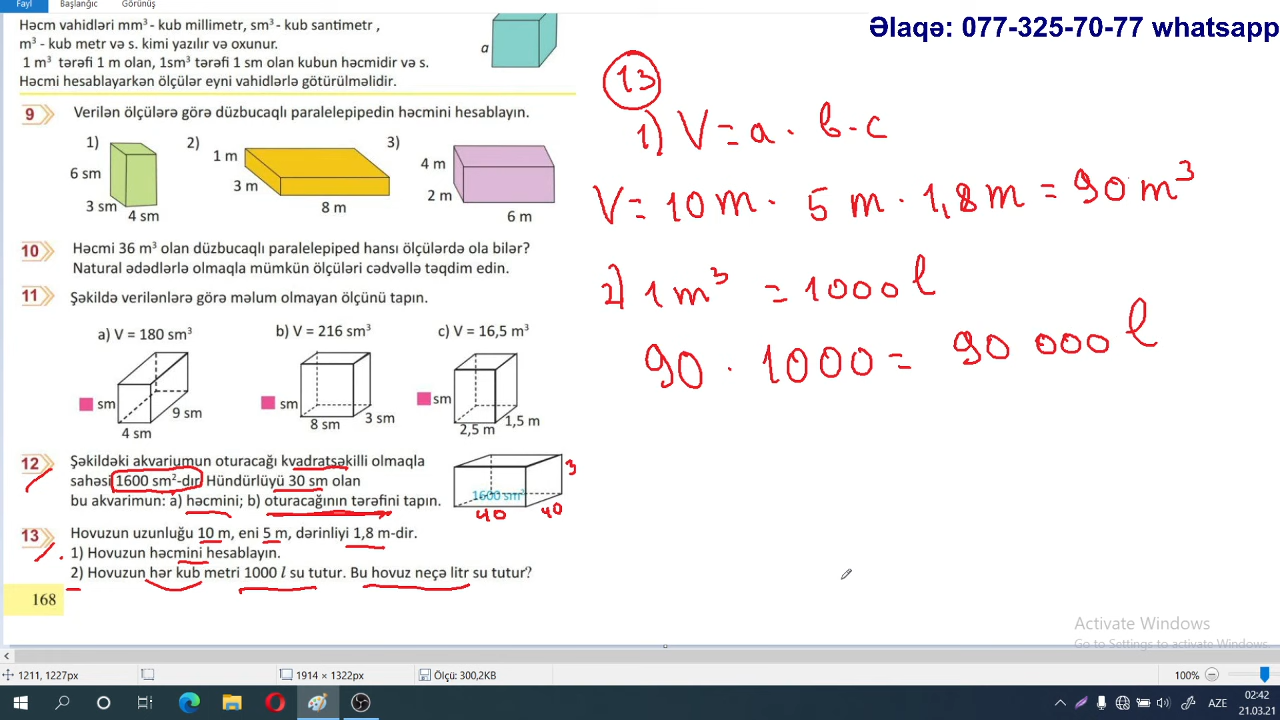 Fayl Başlanğıc Görünüş
Əlaqə: 077-325-70-77 whatsapp
Həcm vahidləri mm³ - kub millimetr, sm³ - kub santimetr ,
m³ - kub metr və s. kimi yazılır və oxunur.
1 m³ tərəfi 1 m olan, 1sm³ tərəfi 1 sm olan kubun həcmidir və s.
Həcmi hesablayarkən ölçülər eyni vahidlərlə götürülməlidir.
a
9 Verilən ölçülərə görə düzbucaqlı paralelepipedin həcmini hesablayın.
1) 2) 3)
6 sm 3 sm 4 sm
1 m 3 m 8 m
4 m 2 m 6 m
10 Həcmi 36 m³ olan düzbucaqlı paralelepiped hansı ölçülərdə ola bilər?
Natural ədədlərlə olmaqla mümkün ölçüləri cədvəllə təqdim edin.
11 Şəkildə verilənlərə görə məlum olmayan ölçünü tapın.
a) V = 180 sm³ b) V = 216 sm³ c) V = 16,5 m³
sm 9 sm 4 sm
sm 8 sm 3 sm
sm 2,5 m 1,5 m
12 Şəkildəki akvariumun oturacağı kvadratşəkilli olmaqla
sahəsi 1600 sm²-dır. Hündürlüyü 30 sm olan
bu akvarimun: a) həcmini; b) oturacağının tərəfini tapın.
1600 sm²
40 40 3
13 Hovuzun uzunluğu 10 m, eni 5 m, dərinliyi 1,8 m-dir.
1) Hovuzun həcmini hesablayın.
2) Hovuzun hər kub metri 1000 l su tutur. Bu hovuz neçə litr su tutur?
168
13
1) V = a · b · c
V = 10 m · 5 m · 1,8 m = 90 m³
2) 1 m³ = 1000 l
90 · 1000 = 90 000 l
Activate Windows
Go to Settings to activate Windows.
1211, 1227px 1914 × 1322px Ölçü: 300,2KB 100%
AZE 02:42
21.03.21